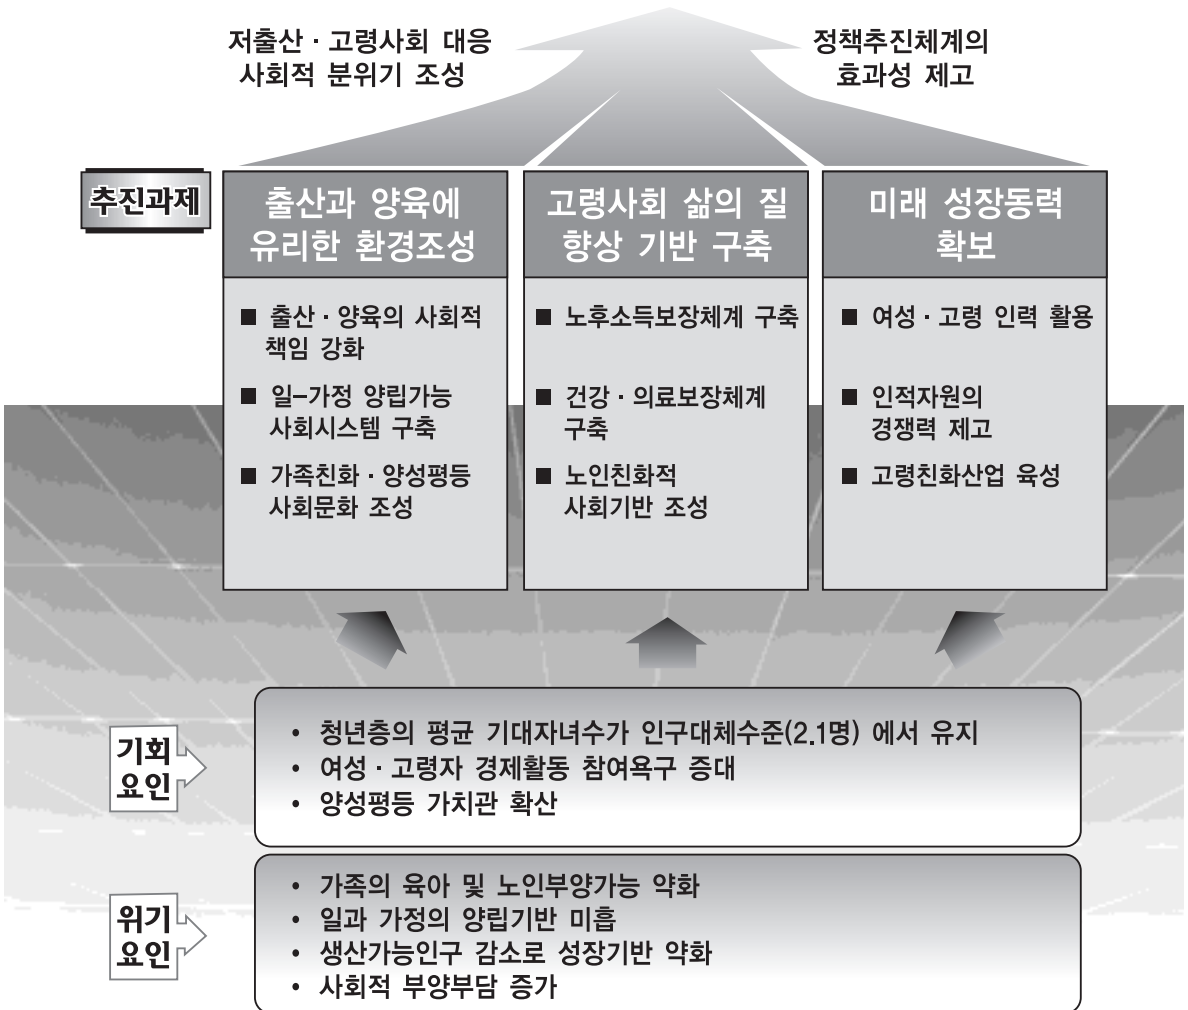 저출산 · 고령사회 대응
사회적 분위기 조성
정책추진체계의
효과성 제고
추진과제
출산과 양육에
유리한 환경조성
■ 출산 · 양육의 사회적
책임 강화
■ 일-가정 양립가능
사회시스템 구축
■ 가족친화 · 양성평등
사회문화 조성
고령사회 삶의 질
향상 기반 구축
■ 노후소득보장체계 구축
■ 건강 · 의료보장체계
구축
■ 노인친화적
사회기반 조성
미래 성장동력
확보
■ 여성 · 고령 인력 활용
■ 인적자원의
경쟁력 제고
■ 고령친화산업 육성
기회
요인
• 청년층의 평균 기대자녀수가 인구대체수준(2.1명) 에서 유지
• 여성 · 고령자 경제활동 참여욕구 증대
• 양성평등 가치관 확산
위기
요인
• 가족의 육아 및 노인부양가능 약화
• 일과 가정의 양립기반 미흡
• 생산가능인구 감소로 성장기반 약화
• 사회적 부양부담 증가